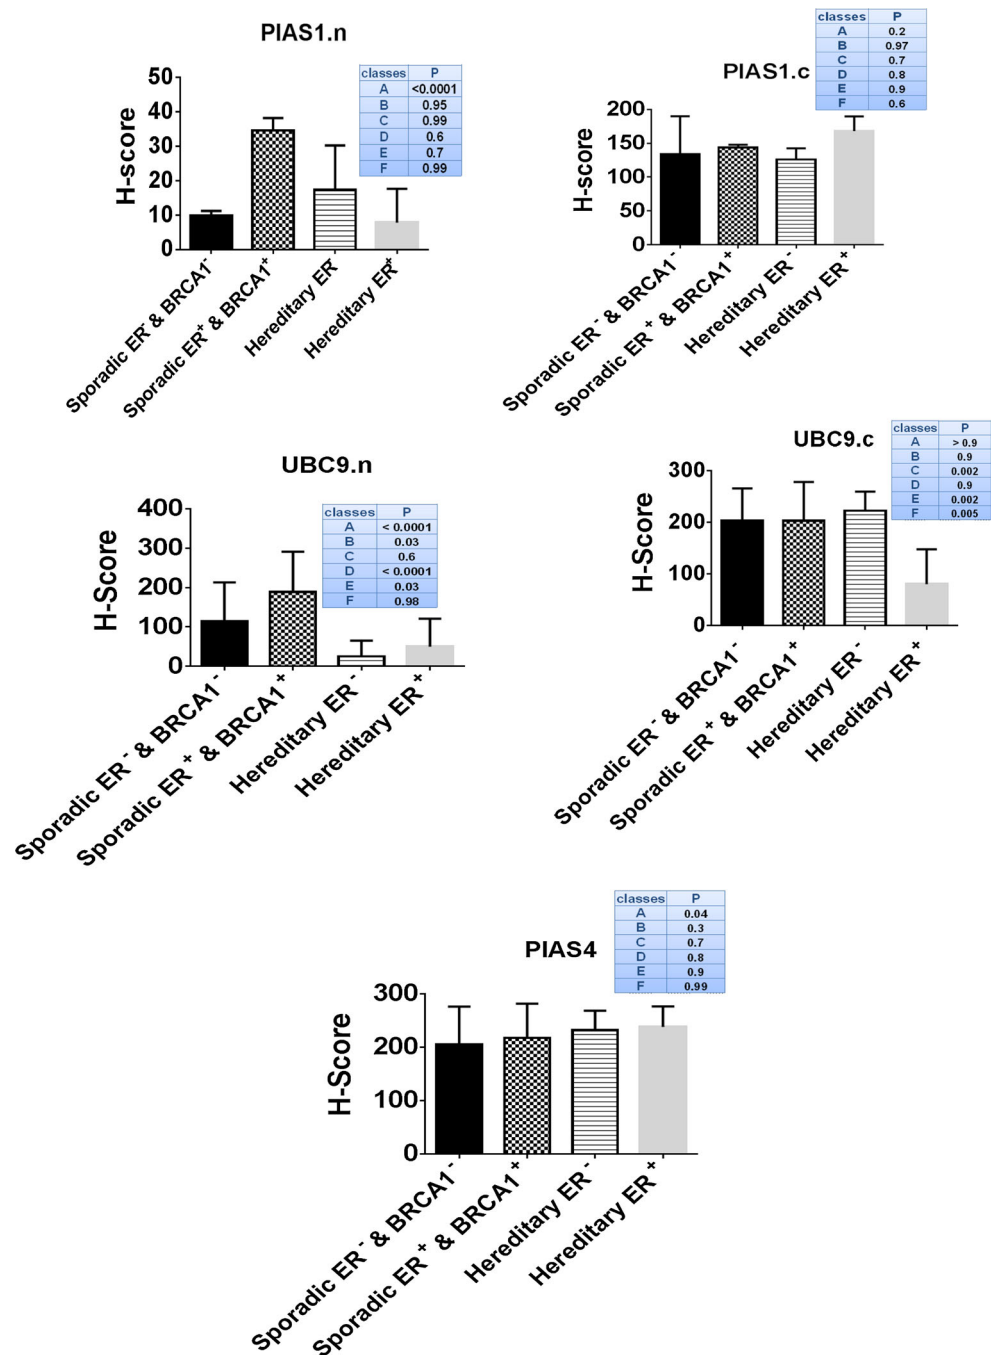 PIAS1.n
classes P
A <0.0001
B 0.95
C 0.99
D 0.6
E 0.7
F 0.99
H-score
50
40
30
20
10
0
Sporadic ER⁻ & BRCA1⁻
Sporadic ER⁺ & BRCA1⁺
Hereditary ER⁻
Hereditary ER⁺
PIAS1.c
classes P
A 0.2
B 0.97
C 0.7
D 0.8
E 0.9
F 0.6
H-score
200
150
100
50
0
Sporadic ER⁻ & BRCA1⁻
Sporadic ER⁺ & BRCA1⁺
Hereditary ER⁻
Hereditary ER⁺
UBC9.n
classes P
A < 0.0001
B 0.03
C 0.6
D < 0.0001
E 0.03
F 0.98
H-Score
400
300
200
100
0
Sporadic ER⁻ & BRCA1⁻
Sporadic ER⁺ & BRCA1⁺
Hereditary ER⁻
Hereditary ER⁺
UBC9.c
classes P
A > 0.9
B 0.9
C 0.002
D 0.9
E 0.002
F 0.005
H-Score
300
200
100
0
Sporadic ER⁻ & BRCA1⁻
Sporadic ER⁺ & BRCA1⁺
Hereditary ER⁻
Hereditary ER⁺
PIAS4
classes P
A 0.04
B 0.3
C 0.7
D 0.8
E 0.9
F 0.99
H-Score
300
200
100
0
Sporadic ER⁻ & BRCA1⁻
Sporadic ER⁺ & BRCA1⁺
Hereditary ER⁻
Hereditary ER⁺